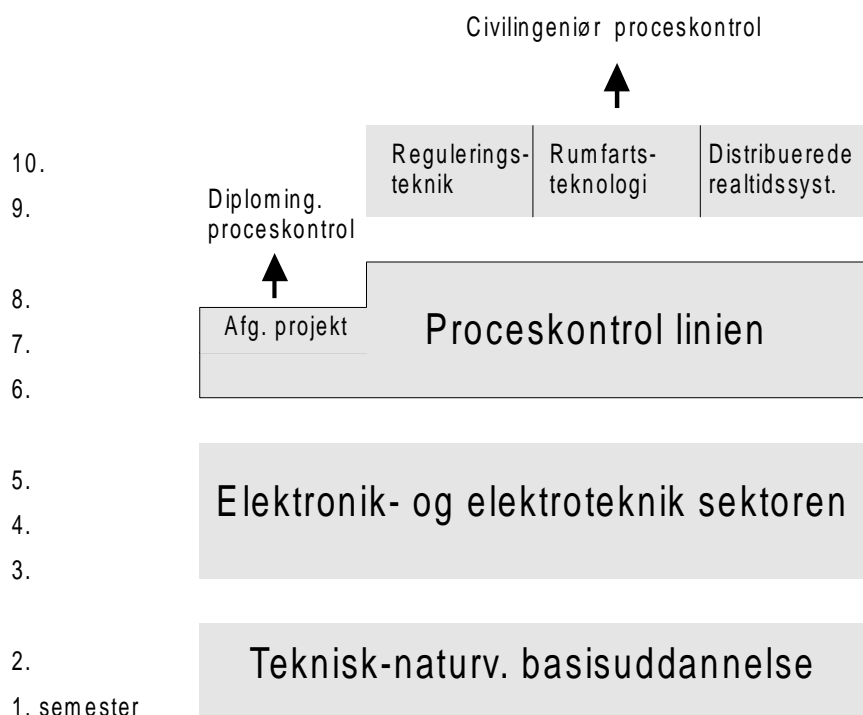 Civilingeniør proceskontrol
10.
Regulerings-
teknik
Rumfarts-
teknologi
Distribuerede
realtidssyst.
9.
Diploming.
proceskontrol
8.
7.
Afg. projekt
Proceskontrol linien
6.
5.
Elektronik- og elektroteknik sektoren
4.
3.
2.
Teknisk-naturv. basisuddannelse
1. semester